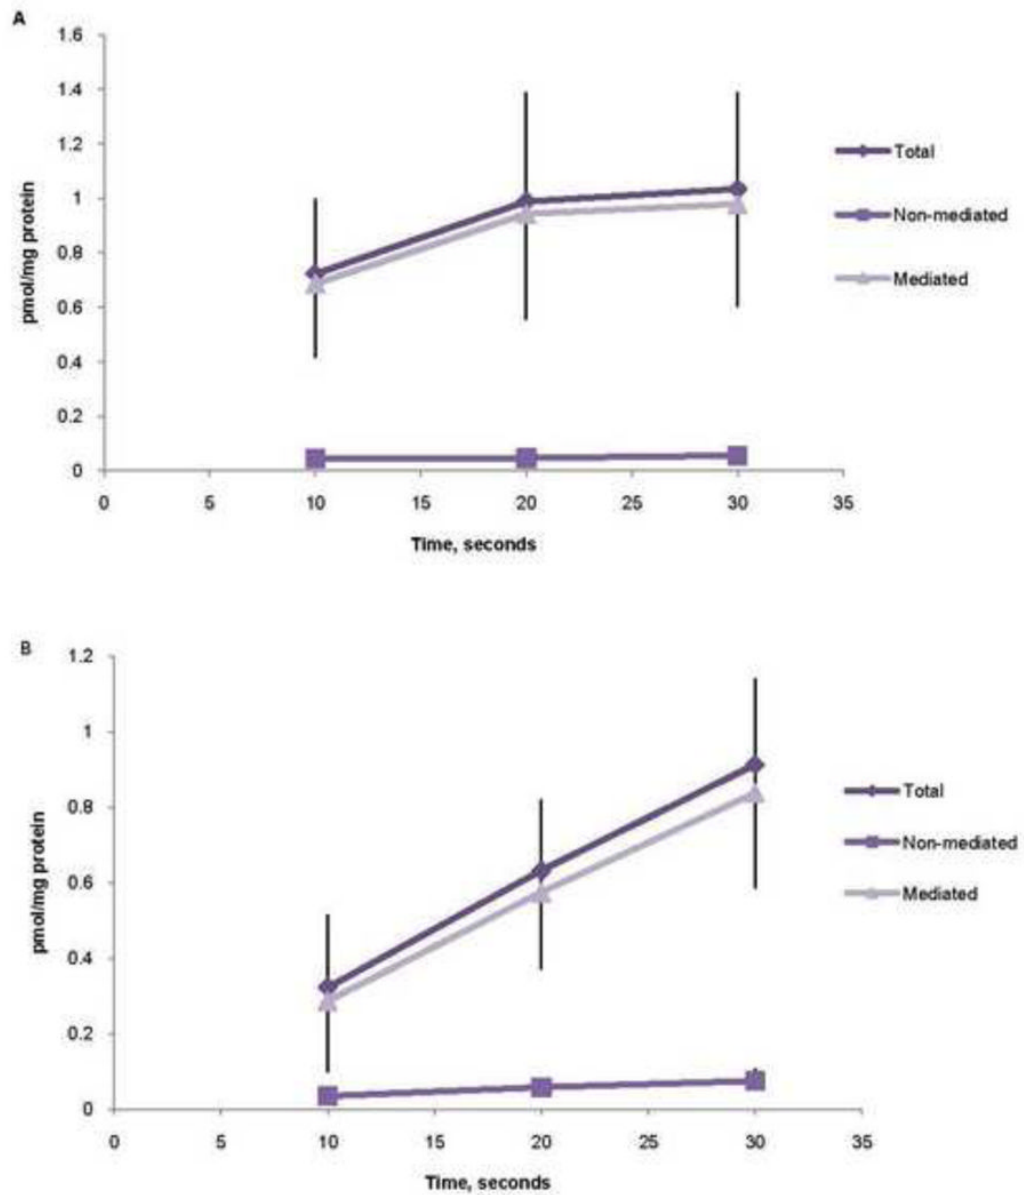 A
1.6
1.4
1.2
1
0.8
0.6
0.4
0.2
0
pmol/mg protein
0 5 10 15 20 25 30 35
Time, seconds
Total
Non-mediated
Mediated
B
1.2
1
0.8
0.6
0.4
0.2
0
pmol/mg protein
0 5 10 15 20 25 30 35
Time, seconds
Total
Non-mediated
Mediated